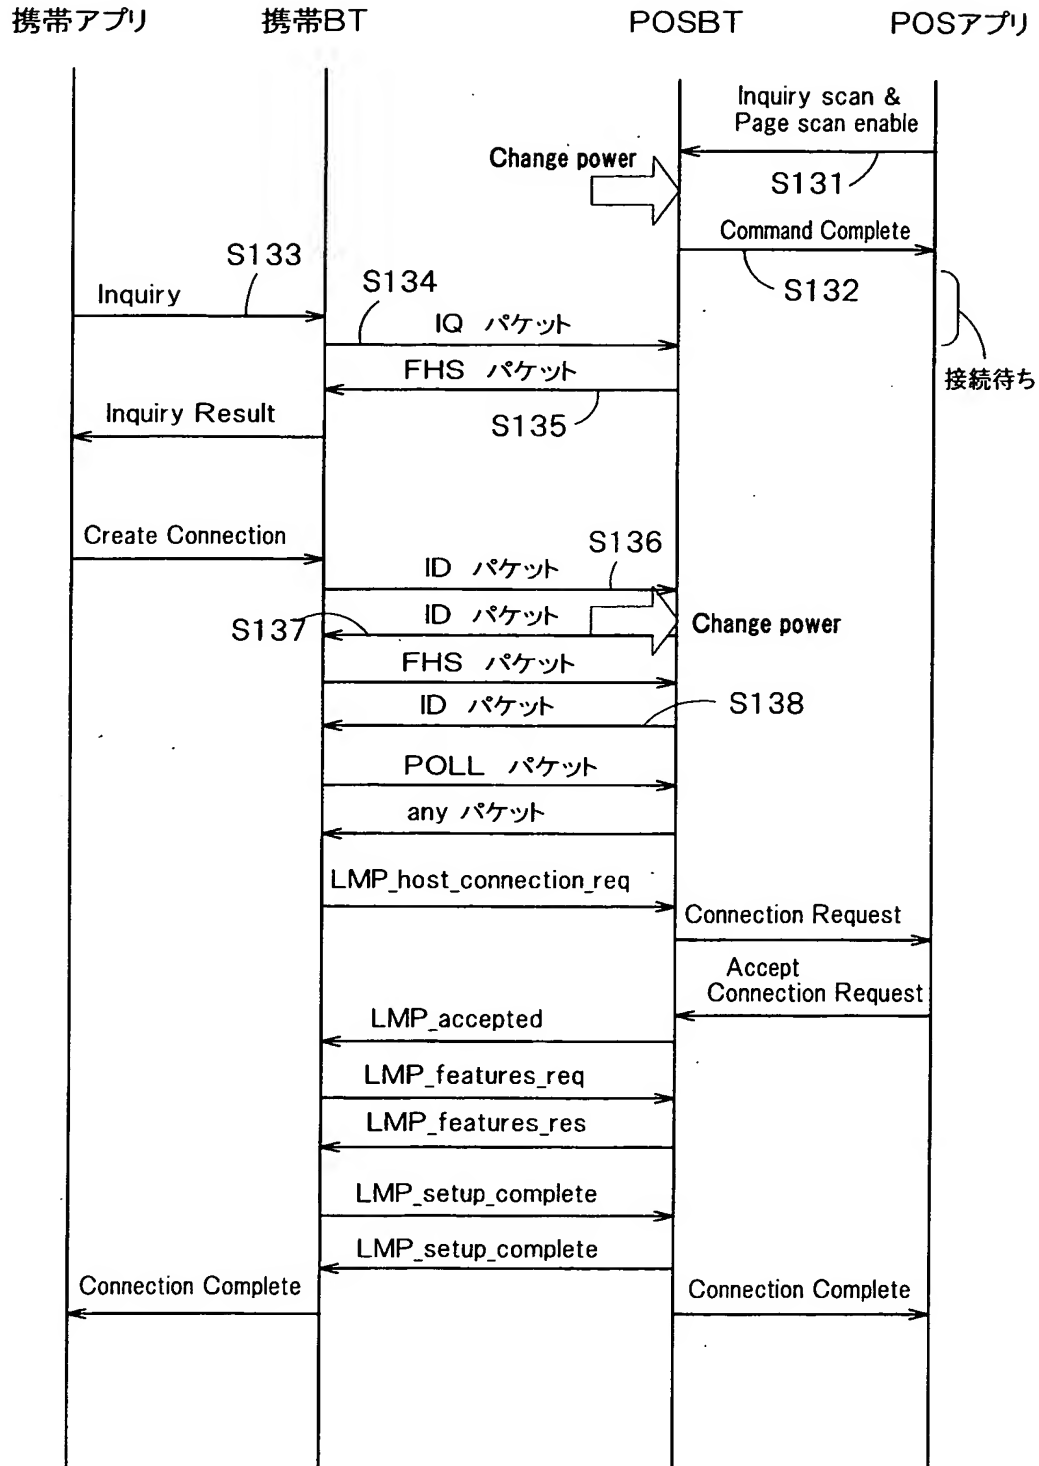 携帯アプリ 携帯BT POSBT POSアプリ
Inquiry scan &
Page scan enable
Change power
S131
Command Complete
S133
S132
Inquiry
S134
IQ パケット
接続待ち
FHS パケット
S135
Inquiry Result
Create Connection
S136
ID パケット
ID パケット
S137
Change power
FHS パケット
ID パケット
S138
POLL パケット
any パケット
LMP_host_connection_req
Connection Request
Accept
Connection Request
LMP_accepted
LMP_features_req
LMP_features_res
LMP_setup_complete
LMP_setup_complete
Connection Complete
Connection Complete